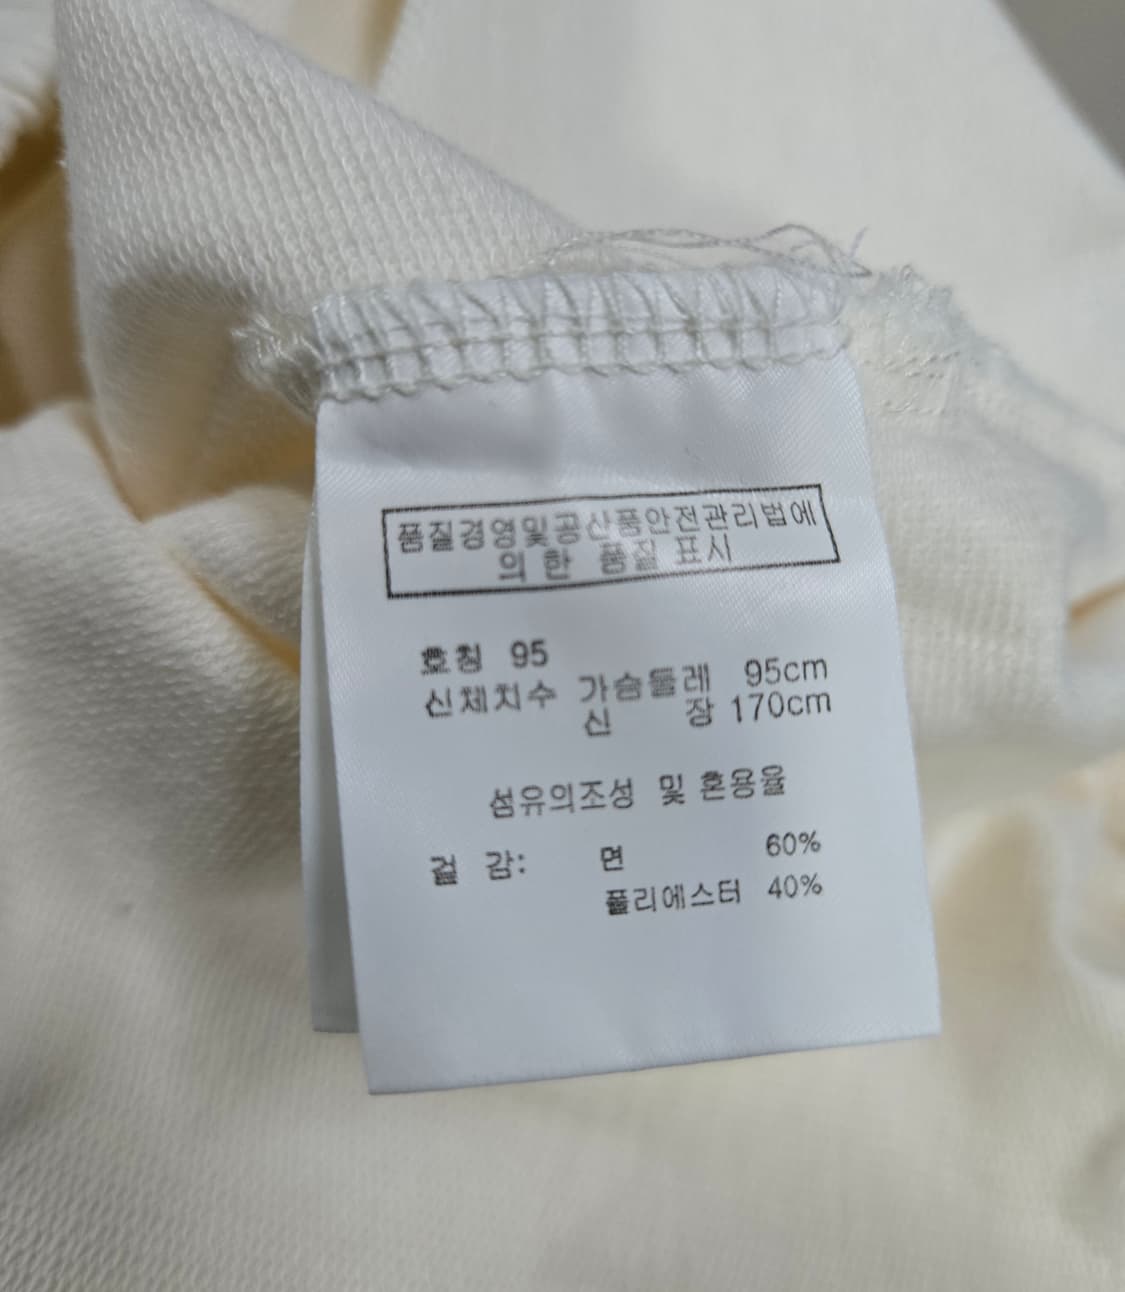 품질경영및공산품안전관리법에
의한 품질 표시
호칭 95
신체치수 가슴둘레 95cm
신 장 170cm
섬유의조성 및 혼용율
겉 감: 면 60%
폴리에스터 40%